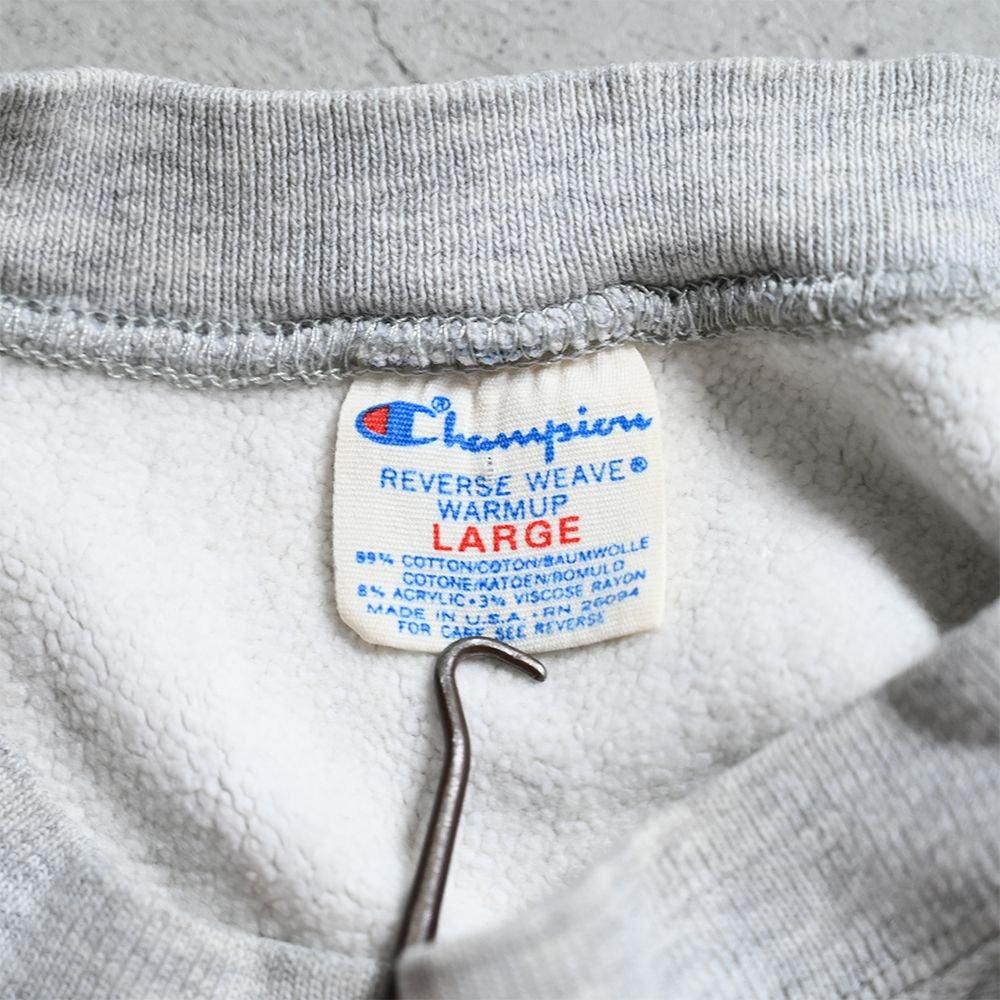 Champion®
REVERSE WEAVE®
WARMUP
LARGE
89% COTTON/COTON/BAUMWOLLE
COTONE/KATOEN/BOMULD
8% ACRYLIC•3% VISCOSE RAYON
MADE IN U.S.A.•RN 26094
FOR CARE SEE REVERSE